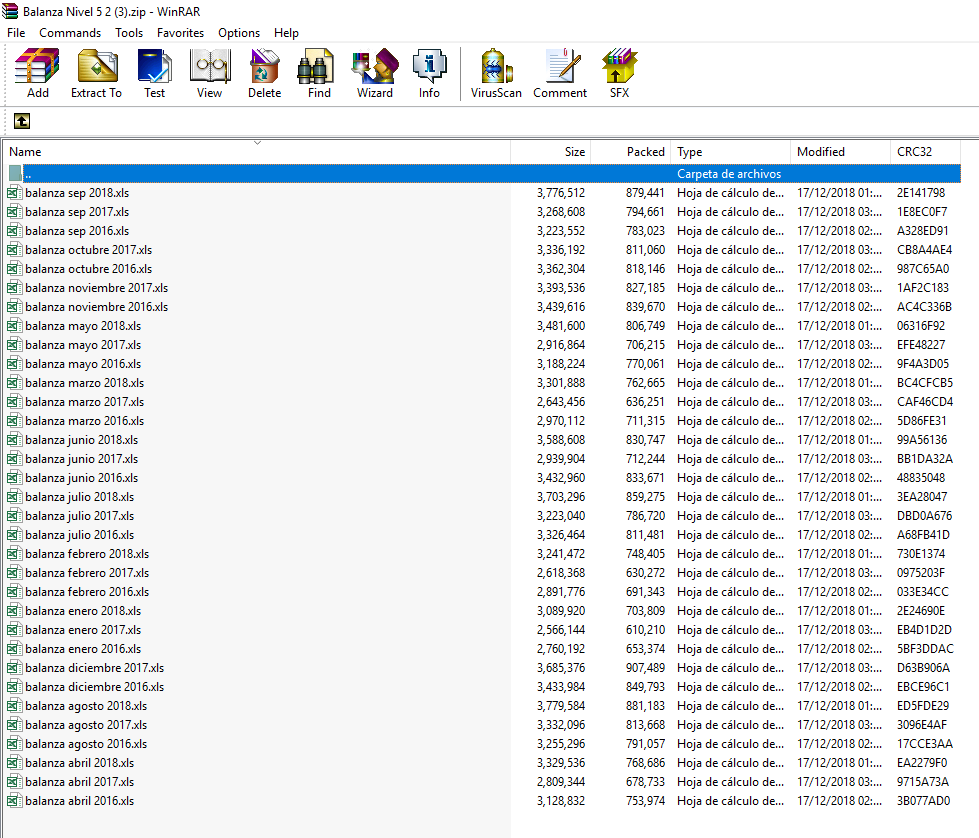 Balanza Nivel 5 2 (3).zip - WinRAR
File Commands Tools Favorites Options Help
Add Extract To Test View Delete Find Wizard Info VirusScan Comment SFX
Name Size Packed Type Modified CRC32
.. Carpeta de archivos
balanza sep 2018.xls 3,776,512 879,441 Hoja de cálculo de... 17/12/2018 01:... 2E141798
balanza sep 2017.xls 3,268,608 794,661 Hoja de cálculo de... 17/12/2018 03:... 1E8EC0F7
balanza sep 2016.xls 3,223,552 783,023 Hoja de cálculo de... 17/12/2018 02:... A328ED91
balanza octubre 2017.xls 3,336,192 811,060 Hoja de cálculo de... 17/12/2018 03:... CB8A4AE4
balanza octubre 2016.xls 3,362,304 818,146 Hoja de cálculo de... 17/12/2018 02:... 987C65A0
balanza noviembre 2017.xls 3,393,536 827,185 Hoja de cálculo de... 17/12/2018 03:... 1AF2C183
balanza noviembre 2016.xls 3,439,616 839,670 Hoja de cálculo de... 17/12/2018 02:... AC4C336B
balanza mayo 2018.xls 3,481,600 806,749 Hoja de cálculo de... 17/12/2018 01:... 06316F92
balanza mayo 2017.xls 2,916,864 706,215 Hoja de cálculo de... 17/12/2018 03:... EFE48227
balanza mayo 2016.xls 3,188,224 770,061 Hoja de cálculo de... 17/12/2018 02:... 9F4A3D05
balanza marzo 2018.xls 3,301,888 762,665 Hoja de cálculo de... 17/12/2018 01:... BC4CFCB5
balanza marzo 2017.xls 2,643,456 636,251 Hoja de cálculo de... 17/12/2018 03:... CAF46CD4
balanza marzo 2016.xls 2,970,112 711,315 Hoja de cálculo de... 17/12/2018 02:... 5D86FE31
balanza junio 2018.xls 3,588,608 830,747 Hoja de cálculo de... 17/12/2018 01:... 99A56136
balanza junio 2017.xls 2,939,904 712,244 Hoja de cálculo de... 17/12/2018 03:... BB1DA32A
balanza junio 2016.xls 3,432,960 833,671 Hoja de cálculo de... 17/12/2018 02:... 48835048
balanza julio 2018.xls 3,703,296 859,275 Hoja de cálculo de... 17/12/2018 01:... 3EA28047
balanza julio 2017.xls 3,223,040 786,720 Hoja de cálculo de... 17/12/2018 03:... DBD0A676
balanza julio 2016.xls 3,326,464 811,481 Hoja de cálculo de... 17/12/2018 02:... A68FB41D
balanza febrero 2018.xls 3,241,472 748,405 Hoja de cálculo de... 17/12/2018 01:... 730E1374
balanza febrero 2017.xls 2,618,368 630,272 Hoja de cálculo de... 17/12/2018 03:... 0975203F
balanza febrero 2016.xls 2,891,776 691,343 Hoja de cálculo de... 17/12/2018 02:... 033E34CC
balanza enero 2018.xls 3,089,920 703,809 Hoja de cálculo de... 17/12/2018 01:... 2E24690E
balanza enero 2017.xls 2,566,144 610,210 Hoja de cálculo de... 17/12/2018 03:... EB4D1D2D
balanza enero 2016.xls 2,760,192 653,374 Hoja de cálculo de... 17/12/2018 02:... 5BF3DDAC
balanza diciembre 2017.xls 3,685,376 907,489 Hoja de cálculo de... 17/12/2018 03:... D63B906A
balanza diciembre 2016.xls 3,433,984 849,793 Hoja de cálculo de... 17/12/2018 02:... EBCE96C1
balanza agosto 2018.xls 3,779,584 881,183 Hoja de cálculo de... 17/12/2018 01:... ED5FDE29
balanza agosto 2017.xls 3,332,096 813,668 Hoja de cálculo de... 17/12/2018 03:... 3096E4AF
balanza agosto 2016.xls 3,255,296 791,057 Hoja de cálculo de... 17/12/2018 02:... 17CCE3AA
balanza abril 2018.xls 3,329,536 768,686 Hoja de cálculo de... 17/12/2018 01:... EA2279F0
balanza abril 2017.xls 2,809,344 678,733 Hoja de cálculo de... 17/12/2018 03:... 9715A73A
balanza abril 2016.xls 3,128,832 753,974 Hoja de cálculo de... 17/12/2018 02:... 3B077AD0